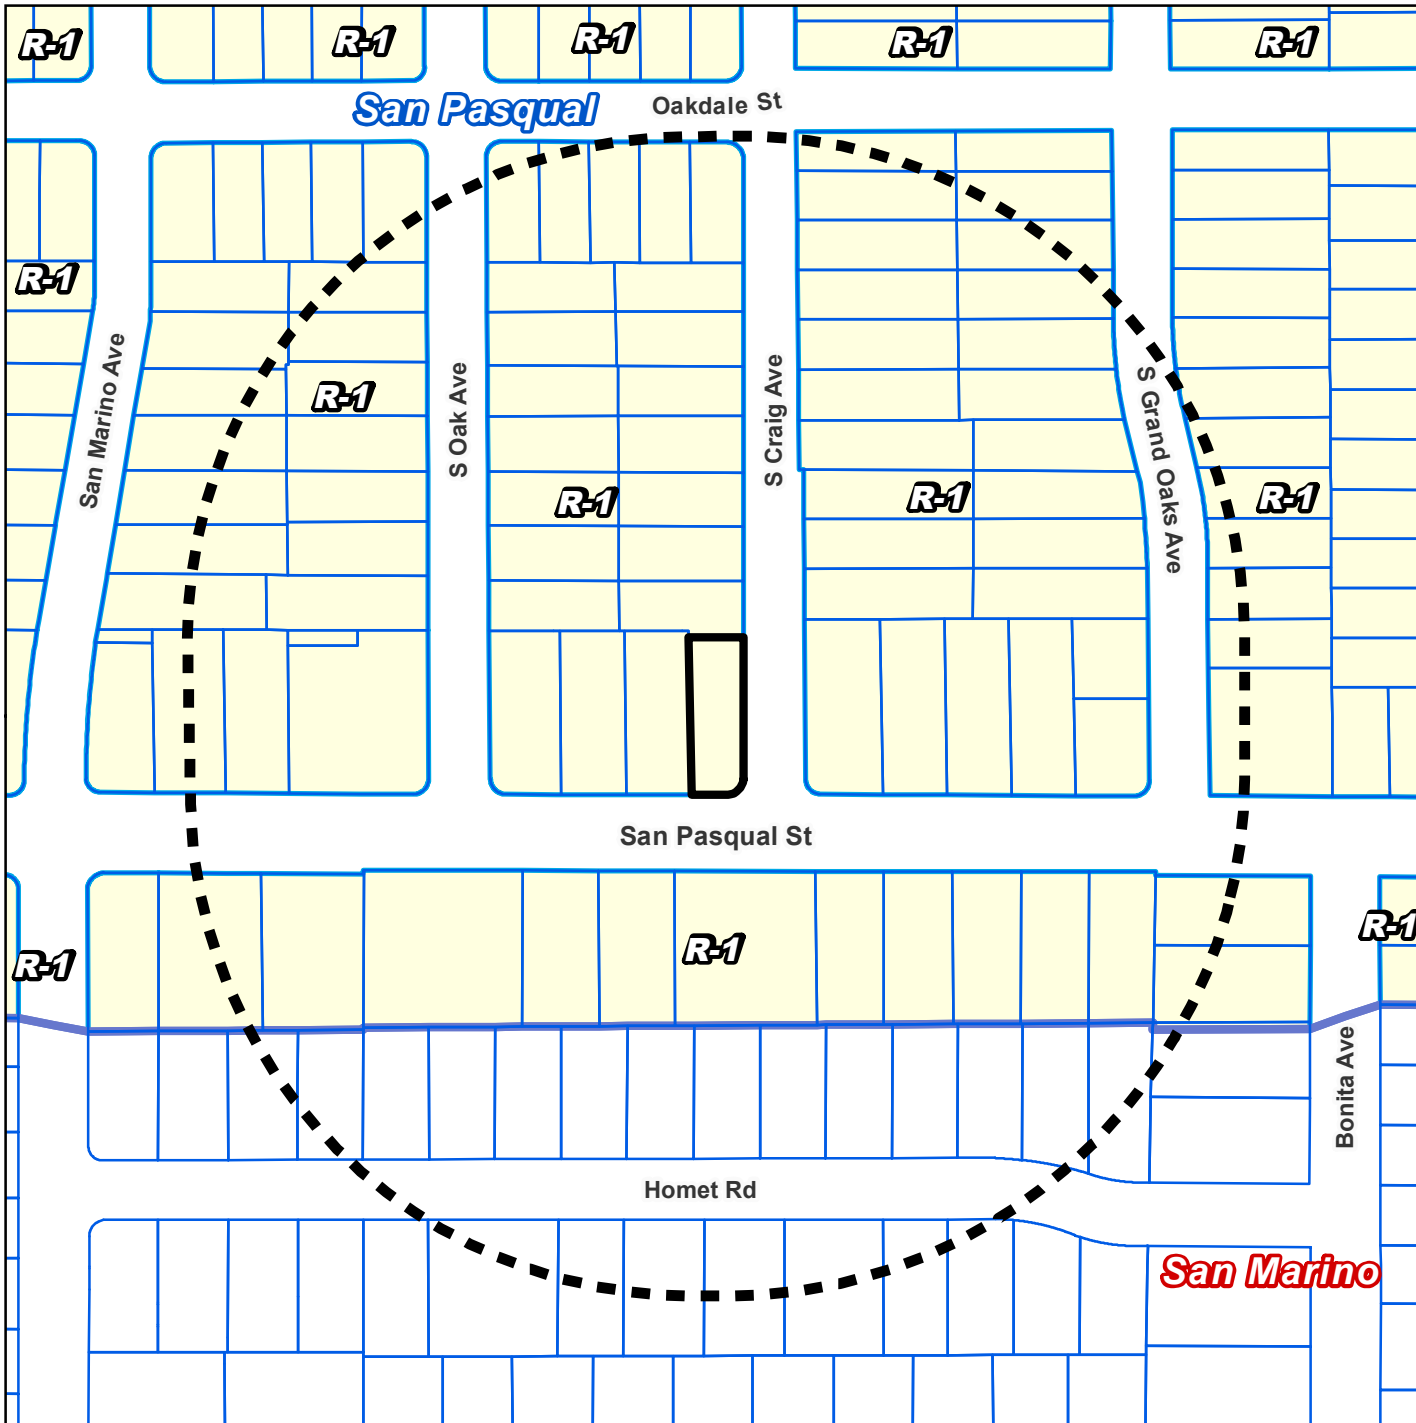 R-1
R-1
R-1
R-1
R-1
San Pasqual
Oakdale St
R-1
San Marino Ave
R-1
S Oak Ave
S Craig Ave
S Grand Oaks Ave
R-1
R-1
R-1
San Pasqual St
R-1
R-1
R-1
Bonita Ave
Homet Rd
San Marino